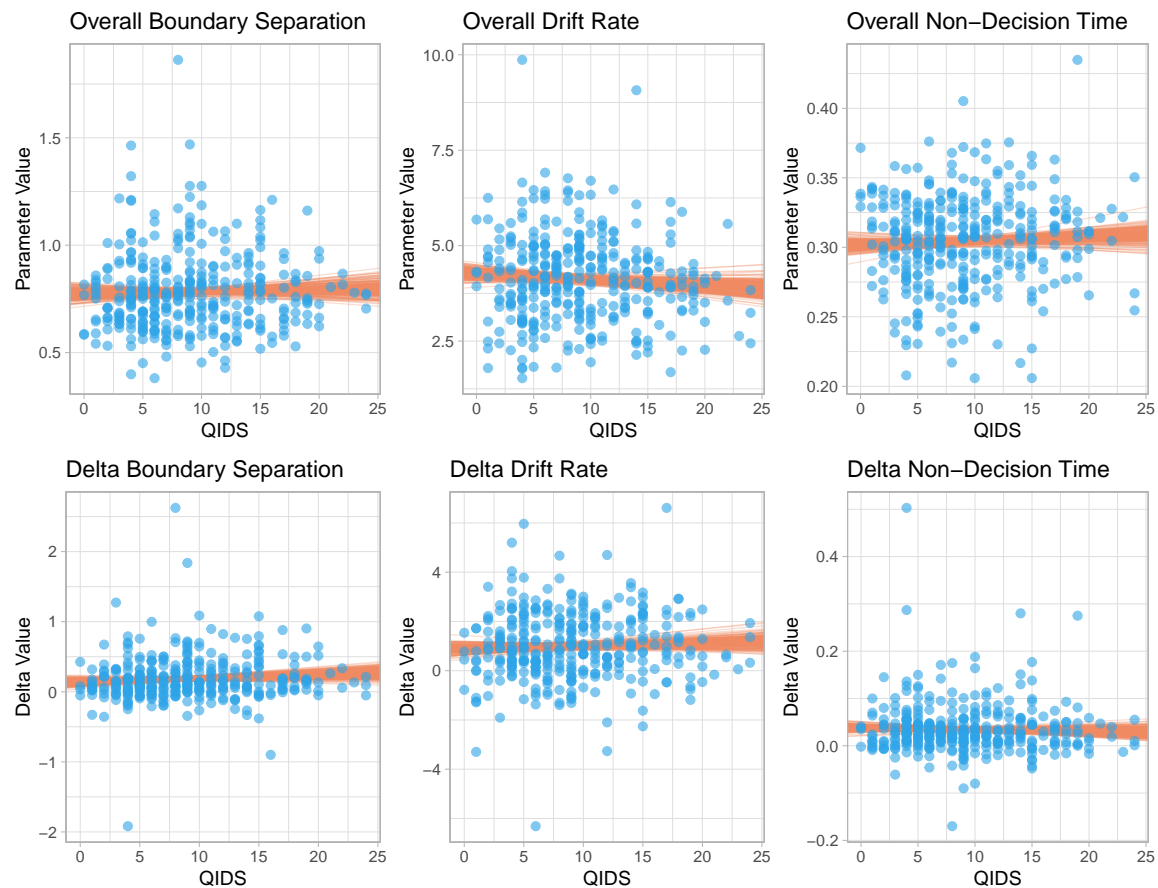 Overall Boundary Separation
Overall Drift Rate
Overall Non−Decision Time
Parameter Value
1.5
1.0
0.5
0 5 10 15 20 25
QIDS
Parameter Value
10.0
7.5
5.0
2.5
0 5 10 15 20 25
QIDS
Parameter Value
0.40
0.35
0.30
0.25
0.20
0 5 10 15 20 25
QIDS
Delta Boundary Separation
Delta Drift Rate
Delta Non−Decision Time
Delta Value
2
1
0
−1
−2
0 5 10 15 20 25
QIDS
Delta Value
4
0
−4
0 5 10 15 20 25
QIDS
Delta Value
0.4
0.2
0.0
−0.2
0 5 10 15 20 25
QIDS